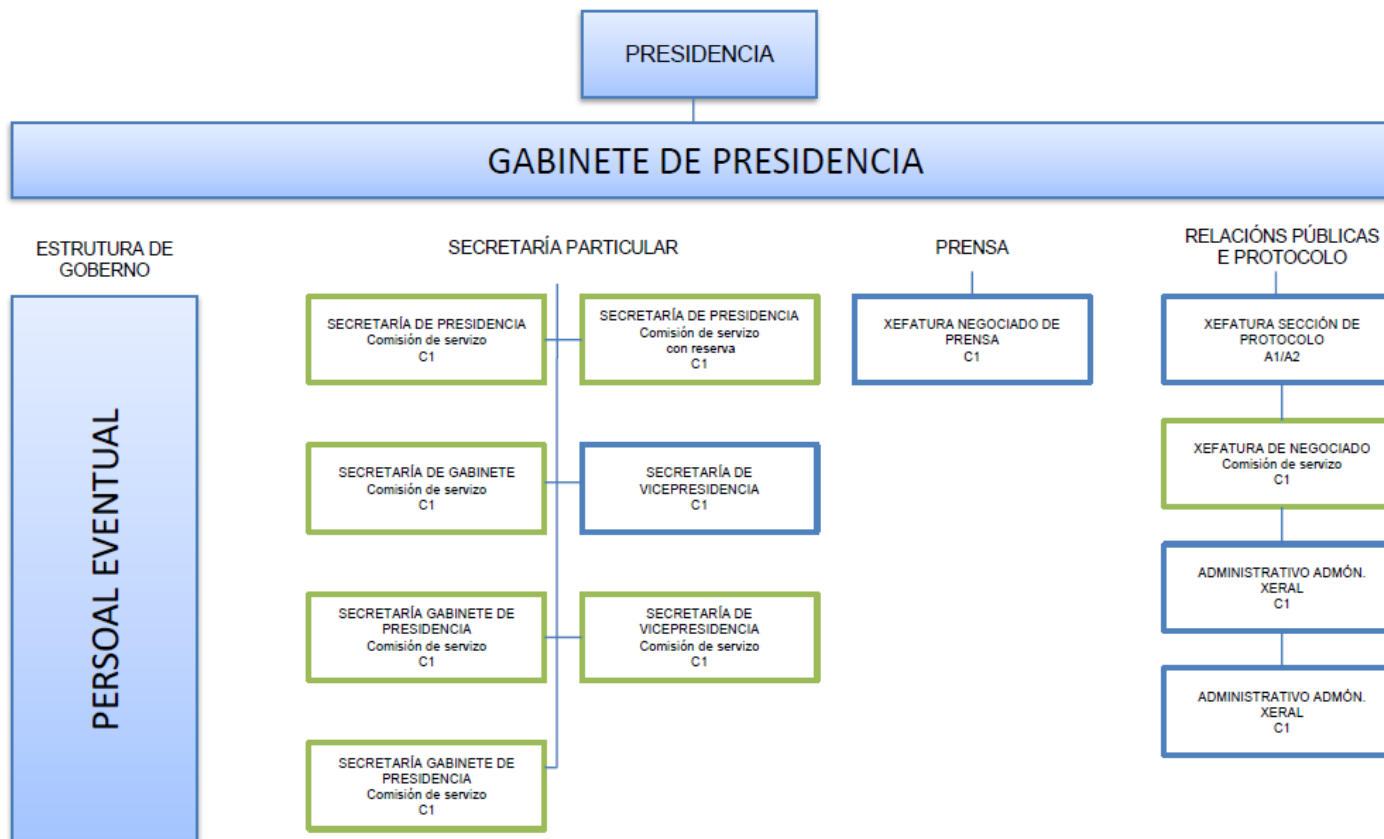 PRESIDENCIA
GABINETE DE PRESIDENCIA
ESTRUTURA DE
GOBERNO
PERSOAL EVENTUAL
SECRETARÍA PARTICULAR
SECRETARÍA DE PRESIDENCIA
Comisión de servizo
C1
SECRETARÍA DE PRESIDENCIA
Comisión de servizo
con reserva
C1
SECRETARÍA DE GABINETE
Comisión de servizo
C1
SECRETARÍA DE
VICEPRESIDENCIA
C1
SECRETARÍA GABINETE DE
PRESIDENCIA
Comisión de servizo
C1
SECRETARÍA DE
VICEPRESIDENCIA
Comisión de servizo
C1
SECRETARÍA GABINETE DE
PRESIDENCIA
Comisión de servizo
C1
PRENSA
XEFATURA NEGOCIADO DE
PRENSA
C1
RELACIÓNS PÚBLICAS
E PROTOCOLO
XEFATURA SECCIÓN DE
PROTOCOLO
A1/A2
XEFATURA DE NEGOCIADO
Comisión de servizo
C1
ADMINISTRATIVO ADMÓN.
XERAL
C1
ADMINISTRATIVO ADMÓN.
XERAL
C1